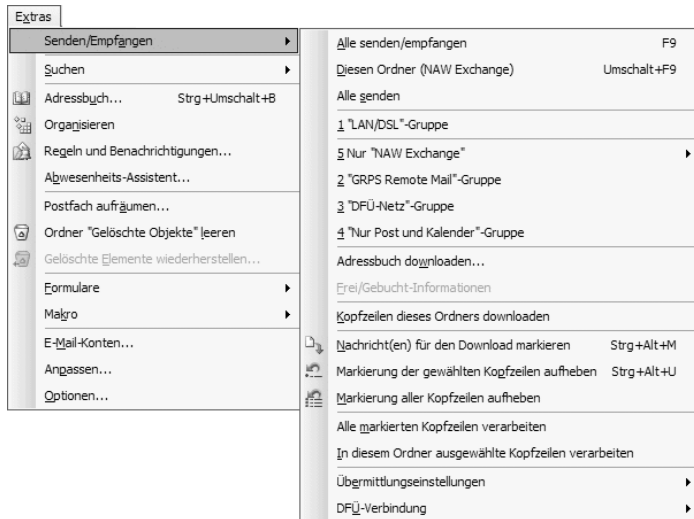 Extras
Senden/Empfangen
Suchen
Adressbuch... Strg+Umschalt+B
Organisieren
Regeln und Benachrichtigungen...
Abwesenheits-Assistent...
Postfach aufräumen...
Ordner "Gelöschte Objekte" leeren
Gelöschte Elemente wiederherstellen...
Formulare
Makro
E-Mail-Konten...
Anpassen...
Optionen...
Alle senden/empfangen F9
Diesen Ordner (NAW Exchange) Umschalt+F9
Alle senden
1 "LAN/DSL"-Gruppe
5 Nur "NAW Exchange"
2 "GRPS Remote Mail"-Gruppe
3 "DFÜ-Netz"-Gruppe
4 "Nur Post und Kalender"-Gruppe
Adressbuch downloaden...
Frei/Gebucht-Informationen
Kopfzeilen dieses Ordners downloaden
Nachricht(en) für den Download markieren Strg+Alt+M
Markierung der gewählten Kopfzeilen aufheben Strg+Alt+U
Markierung aller Kopfzeilen aufheben
Alle markierten Kopfzeilen verarbeiten
In diesem Ordner ausgewählte Kopfzeilen verarbeiten
Übermittlungseinstellungen
DFÜ-Verbindung